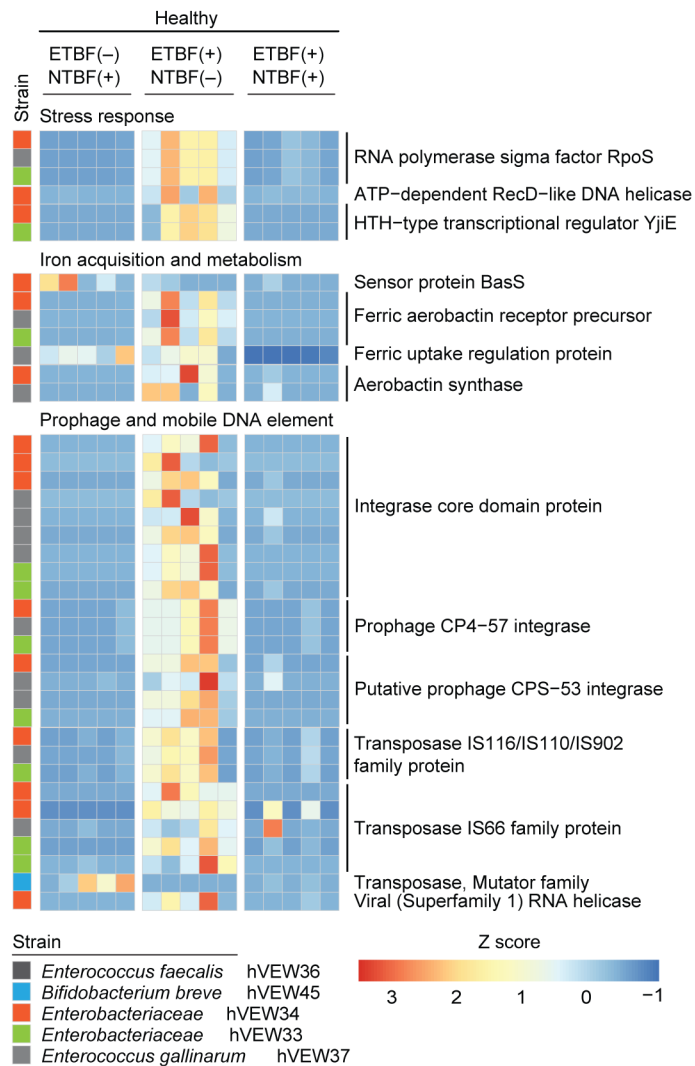 Healthy
ETBF(–) NTBF(+)
ETBF(+) NTBF(–)
ETBF(+) NTBF(+)
Strain
Stress response
RNA polymerase sigma factor RpoS
ATP−dependent RecD−like DNA helicase
HTH−type transcriptional regulator YjiE
Iron acquisition and metabolism
Sensor protein BasS
Ferric aerobactin receptor precursor
Ferric uptake regulation protein
Aerobactin synthase
Prophage and mobile DNA element
Integrase core domain protein
Prophage CP4−57 integrase
Putative prophage CPS−53 integrase
Transposase IS116/IS110/IS902
family protein
Transposase IS66 family protein
Transposase, Mutator family
Viral (Superfamily 1) RNA helicase
Strain
Enterococcus faecalis hVEW36
Bifidobacterium breve hVEW45
Enterobacteriaceae hVEW34
Enterobacteriaceae hVEW33
Enterococcus gallinarum hVEW37
Z score
3 2 1 0 −1